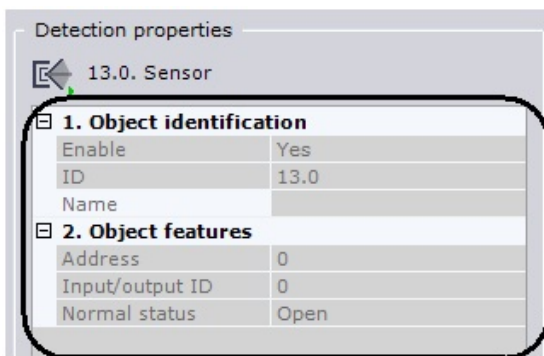 Detection properties
13.0. Sensor
1. Object identification
Enable Yes
ID 13.0
Name
2. Object features
Address 0
Input/output ID 0
Normal status Open